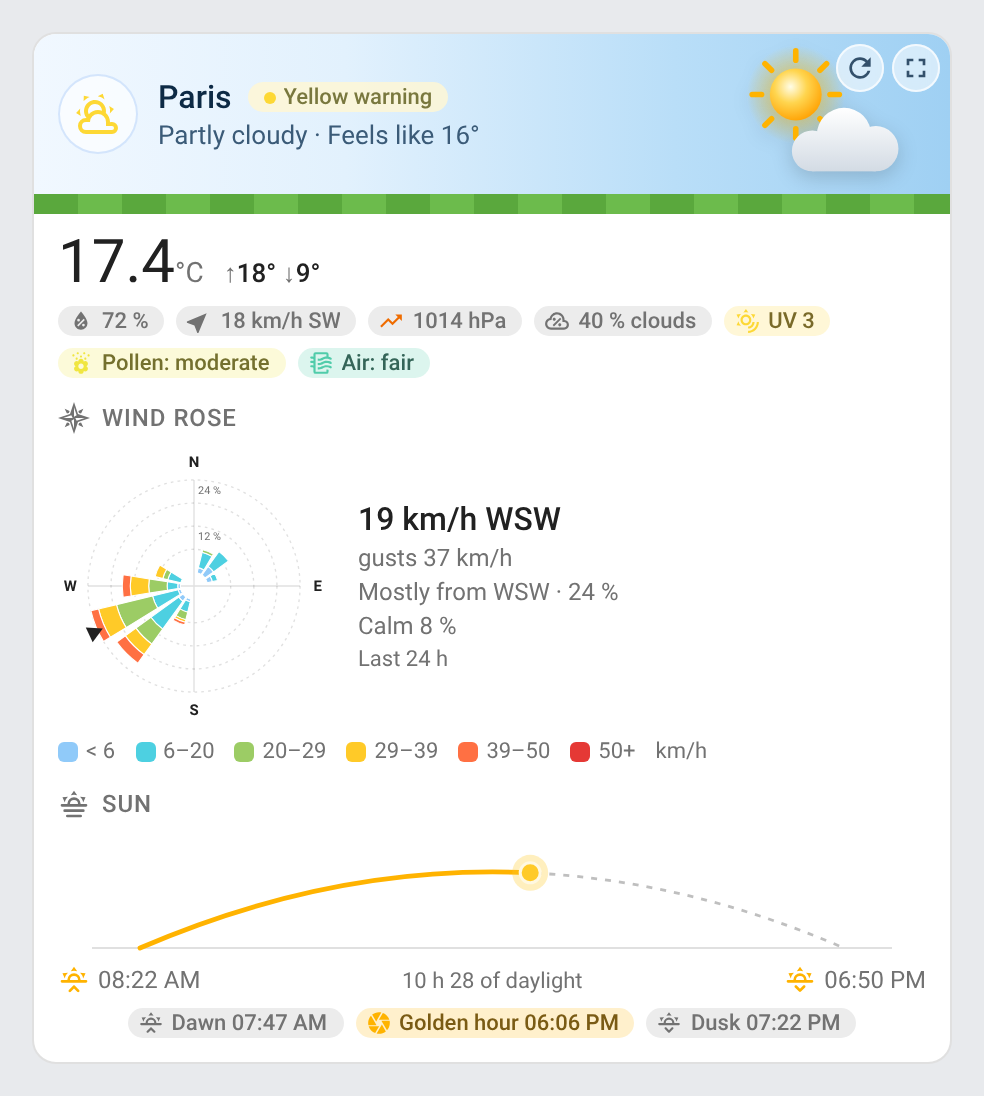 Paris
Yellow warning
Partly cloudy · Feels like 16°
17.4°C ↑18° ↓9°
72 % 18 km/h SW 1014 hPa 40 % clouds UV 3
Pollen: moderate Air: fair
WIND ROSE
N
24 %
12 %
W
E
S
19 km/h WSW
gusts 37 km/h
Mostly from WSW · 24 %
Calm 8 %
Last 24 h
< 6 6–20 20–29 29–39 39–50 50+ km/h
SUN
08:22 AM 10 h 28 of daylight 06:50 PM
Dawn 07:47 AM Golden hour 06:06 PM Dusk 07:22 PM